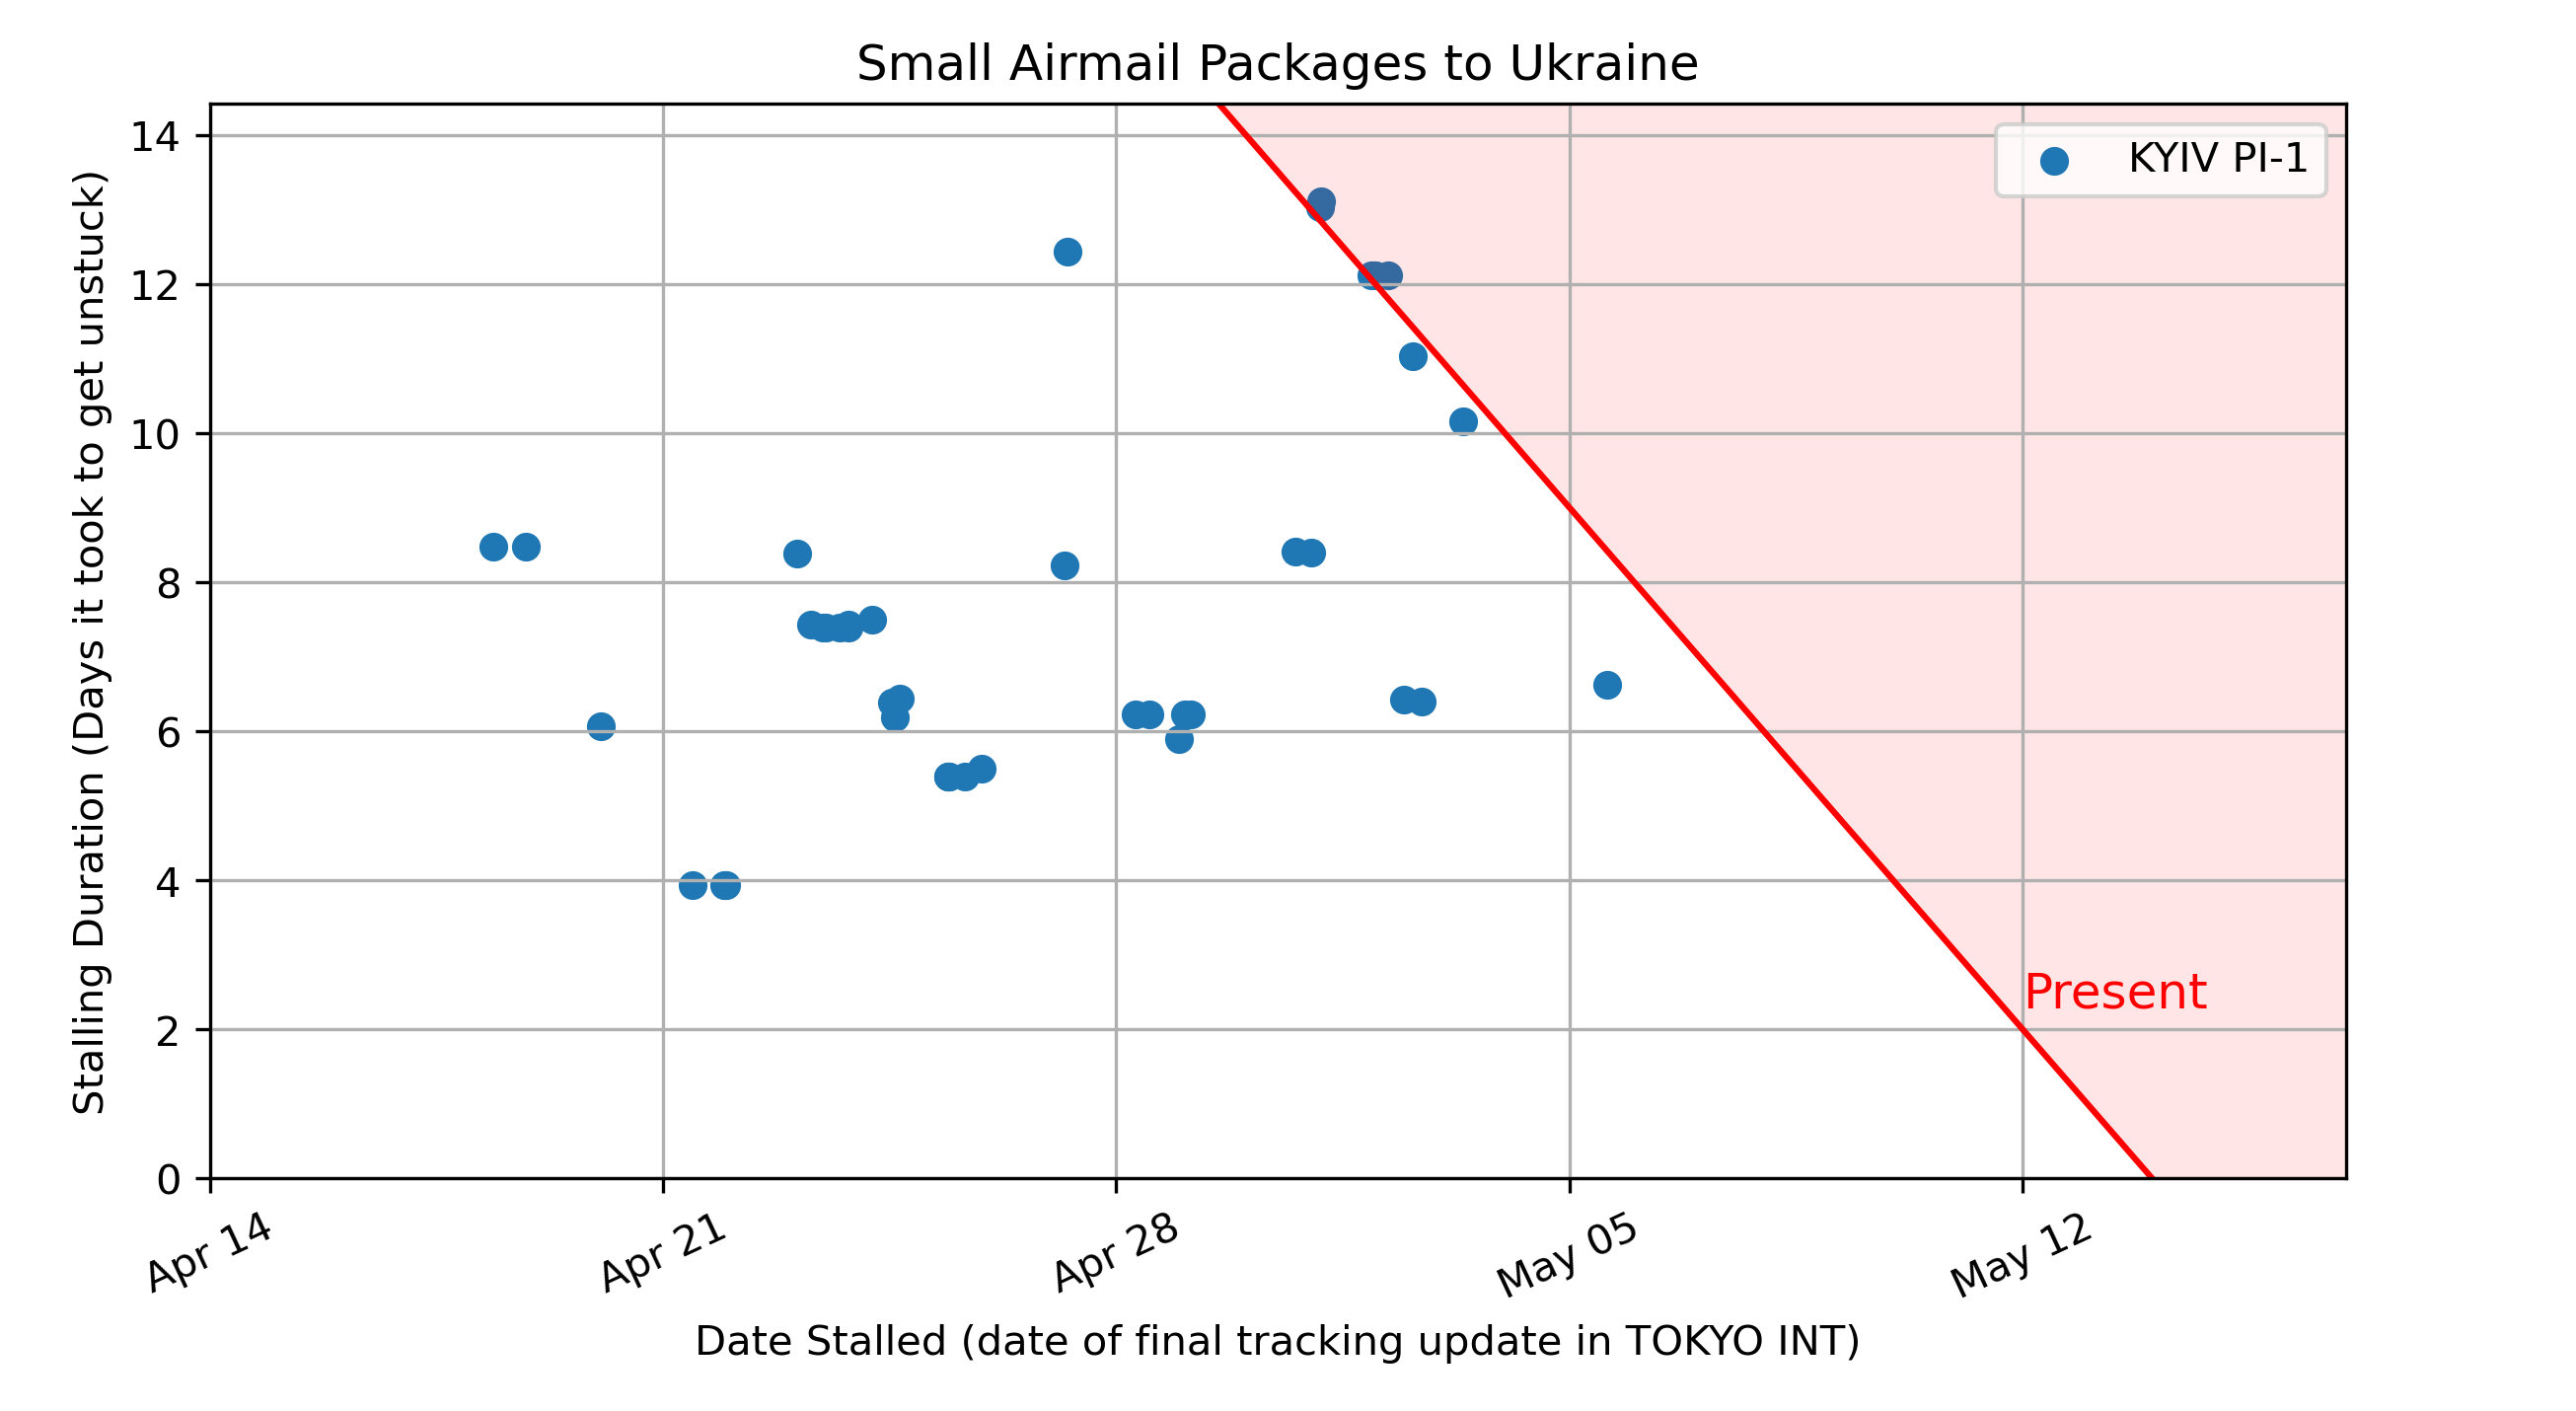 Small Airmail Packages to Ukraine
KYIV PI-1
Stalling Duration (Days it took to get unstuck)
14
12
10
8
6
4
2
0
Present
Apr 14
Apr 21
Apr 28
May 05
May 12
Date Stalled (date of final tracking update in TOKYO INT)